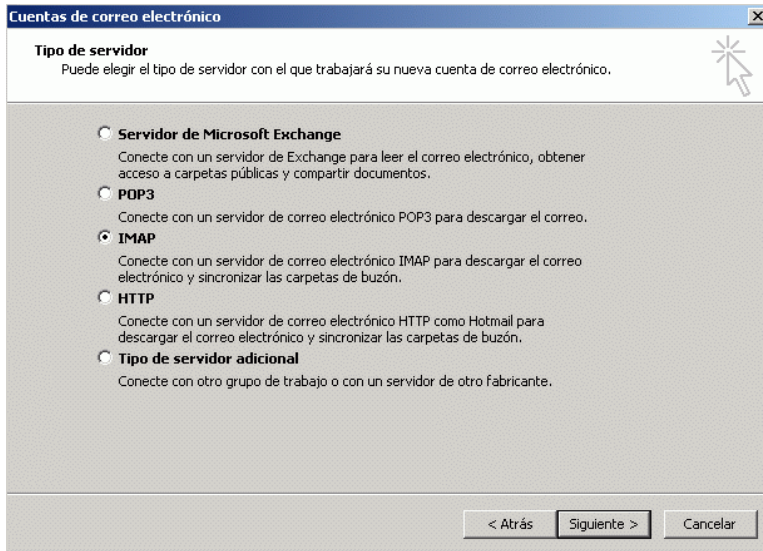 Cuentas de correo electrónico
Tipo de servidor
Puede elegir el tipo de servidor con el que trabajará su nueva cuenta de correo electrónico.
Servidor de Microsoft Exchange
Conecte con un servidor de Exchange para leer el correo electrónico, obtener
acceso a carpetas públicas y compartir documentos.
POP3
Conecte con un servidor de correo electrónico POP3 para descargar el correo.
IMAP
Conecte con un servidor de correo electrónico IMAP para descargar el correo
electrónico y sincronizar las carpetas de buzón.
HTTP
Conecte con un servidor de correo electrónico HTTP como Hotmail para
descargar el correo electrónico y sincronizar las carpetas de buzón.
Tipo de servidor adicional
Conecte con otro grupo de trabajo o con un servidor de otro fabricante.
< Atrás
Siguiente >
Cancelar